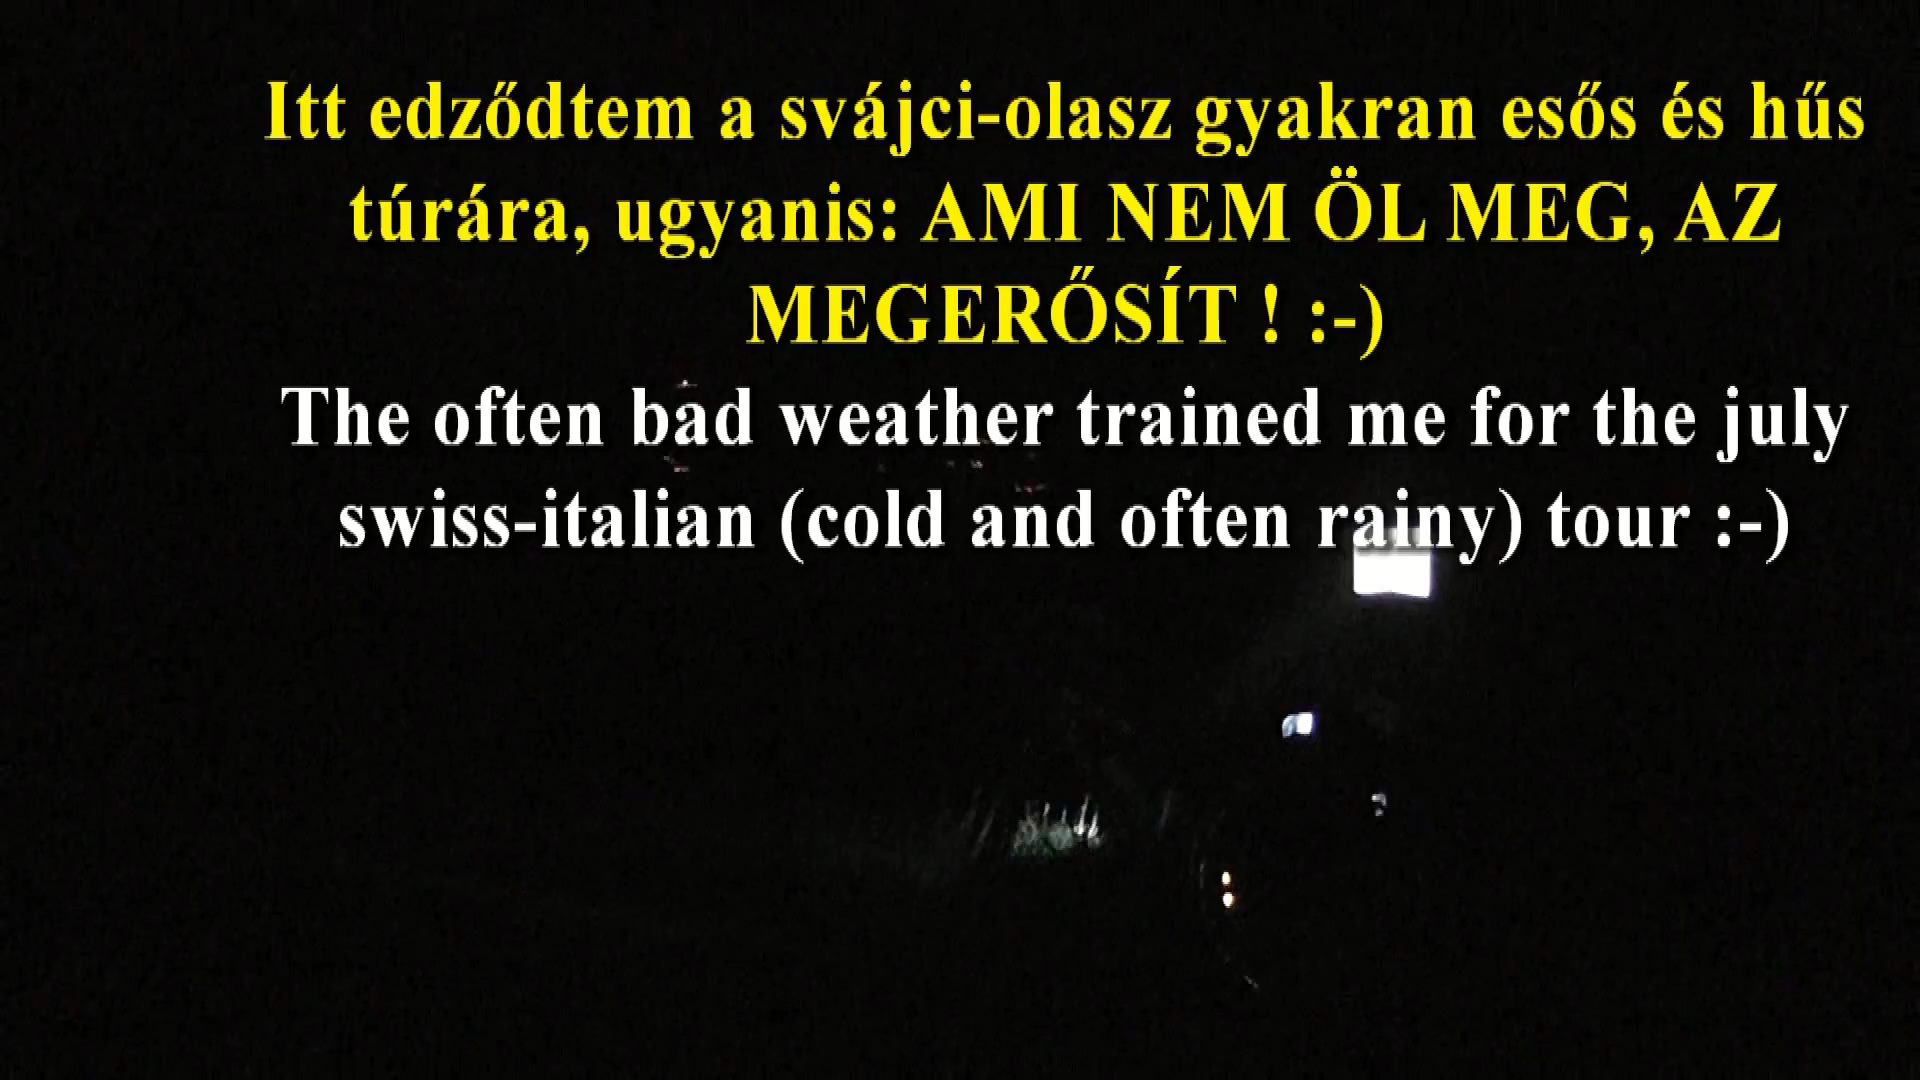 Itt edződtem a svájci-olasz gyakran esős és hűs
túrára, ugyanis: AMI NEM ÖL MEG, AZ
MEGERŐSÍT ! :-)
The often bad weather trained me for the july
swiss-italian (cold and often rainy) tour :-)